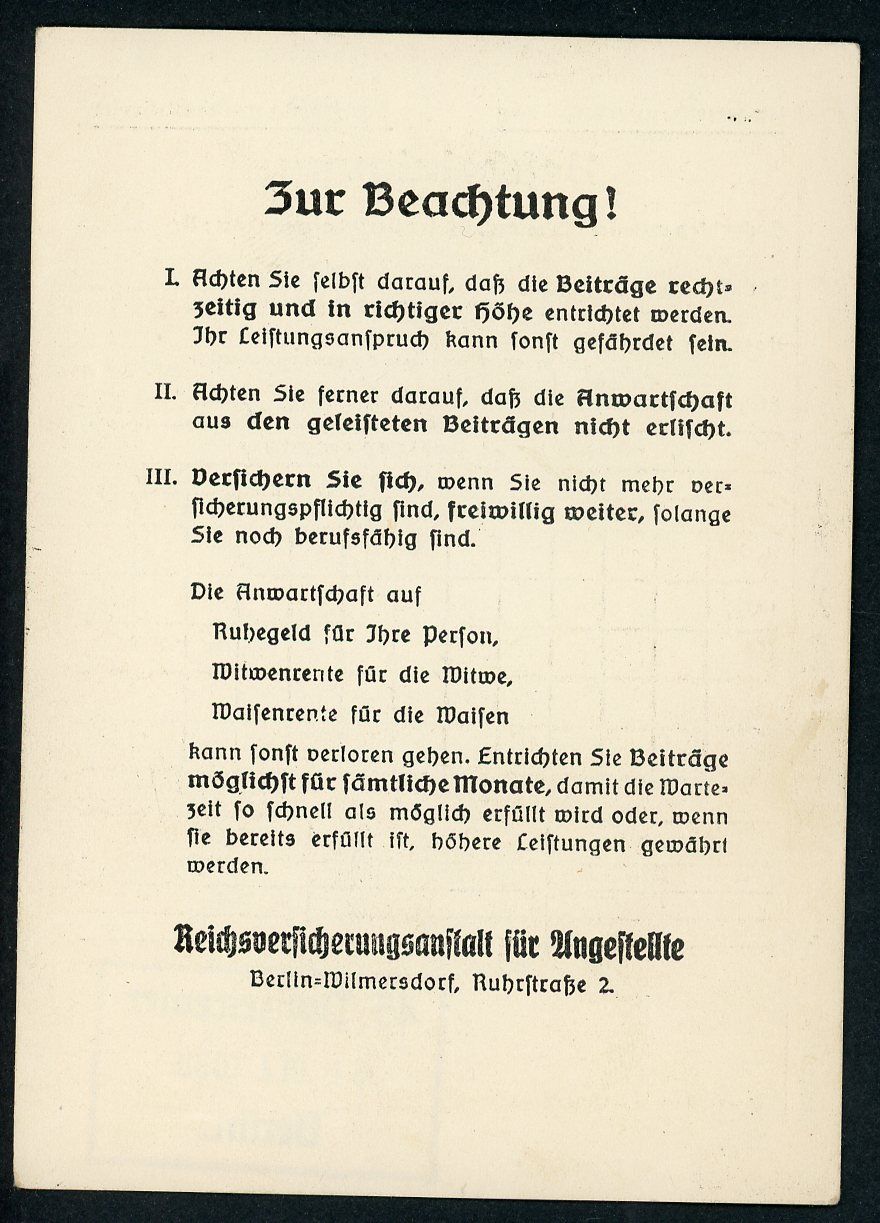 Zur Beachtung!
I. Achten Sie selbst darauf, daß die Beiträge recht-
zeitig und in richtiger Höhe entrichtet werden.
Ihr Leistungsanspruch kann sonst gefährdet sein.
II. Achten Sie ferner darauf, daß die Anwartschaft
aus den geleisteten Beiträgen nicht erlischt.
III. Versichern Sie sich, wenn Sie nicht mehr ver-
sicherungspflichtig sind, freiwillig weiter, solange
Sie noch berufsfähig sind.
Die Anwartschaft auf
Ruhegeld für Ihre Person,
Witwenrente für die Witwe,
Waisenrente für die Waisen
kann sonst verloren gehen. Entrichten Sie Beiträge
möglichst für sämtliche Monate, damit die Warte-
zeit so schnell als möglich erfüllt wird oder, wenn
sie bereits erfüllt ist, höhere Leistungen gewährt
werden.
Reichsversicherungsanstalt für Angestellte
Berlin-Wilmersdorf, Ruhrstraße 2.